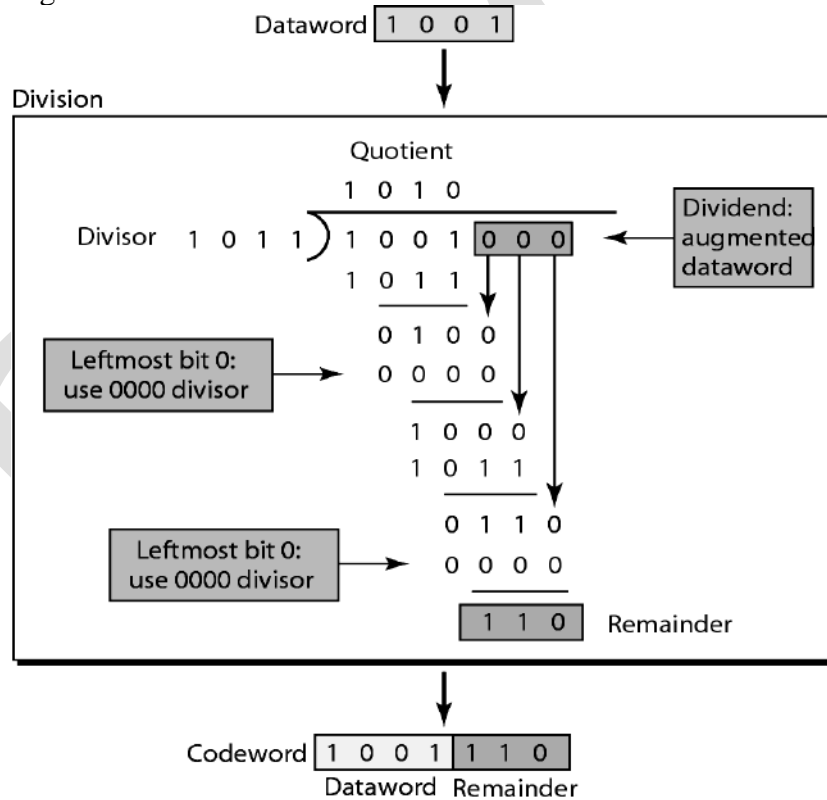 Dataword 1 0 0 1
Division
Quotient
1 0 1 0
Divisor 1 0 1 1 1 0 0 1 0 0 0
Dividend:
augmented
dataword
1 0 1 1
0 1 0 0
Leftmost bit 0:
use 0000 divisor
0 0 0 0
1 0 0 0
1 0 1 1
0 1 1 0
Leftmost bit 0:
use 0000 divisor
0 0 0 0
1 1 0 Remainder
Codeword 1 0 0 1 1 1 0
Dataword Remainder